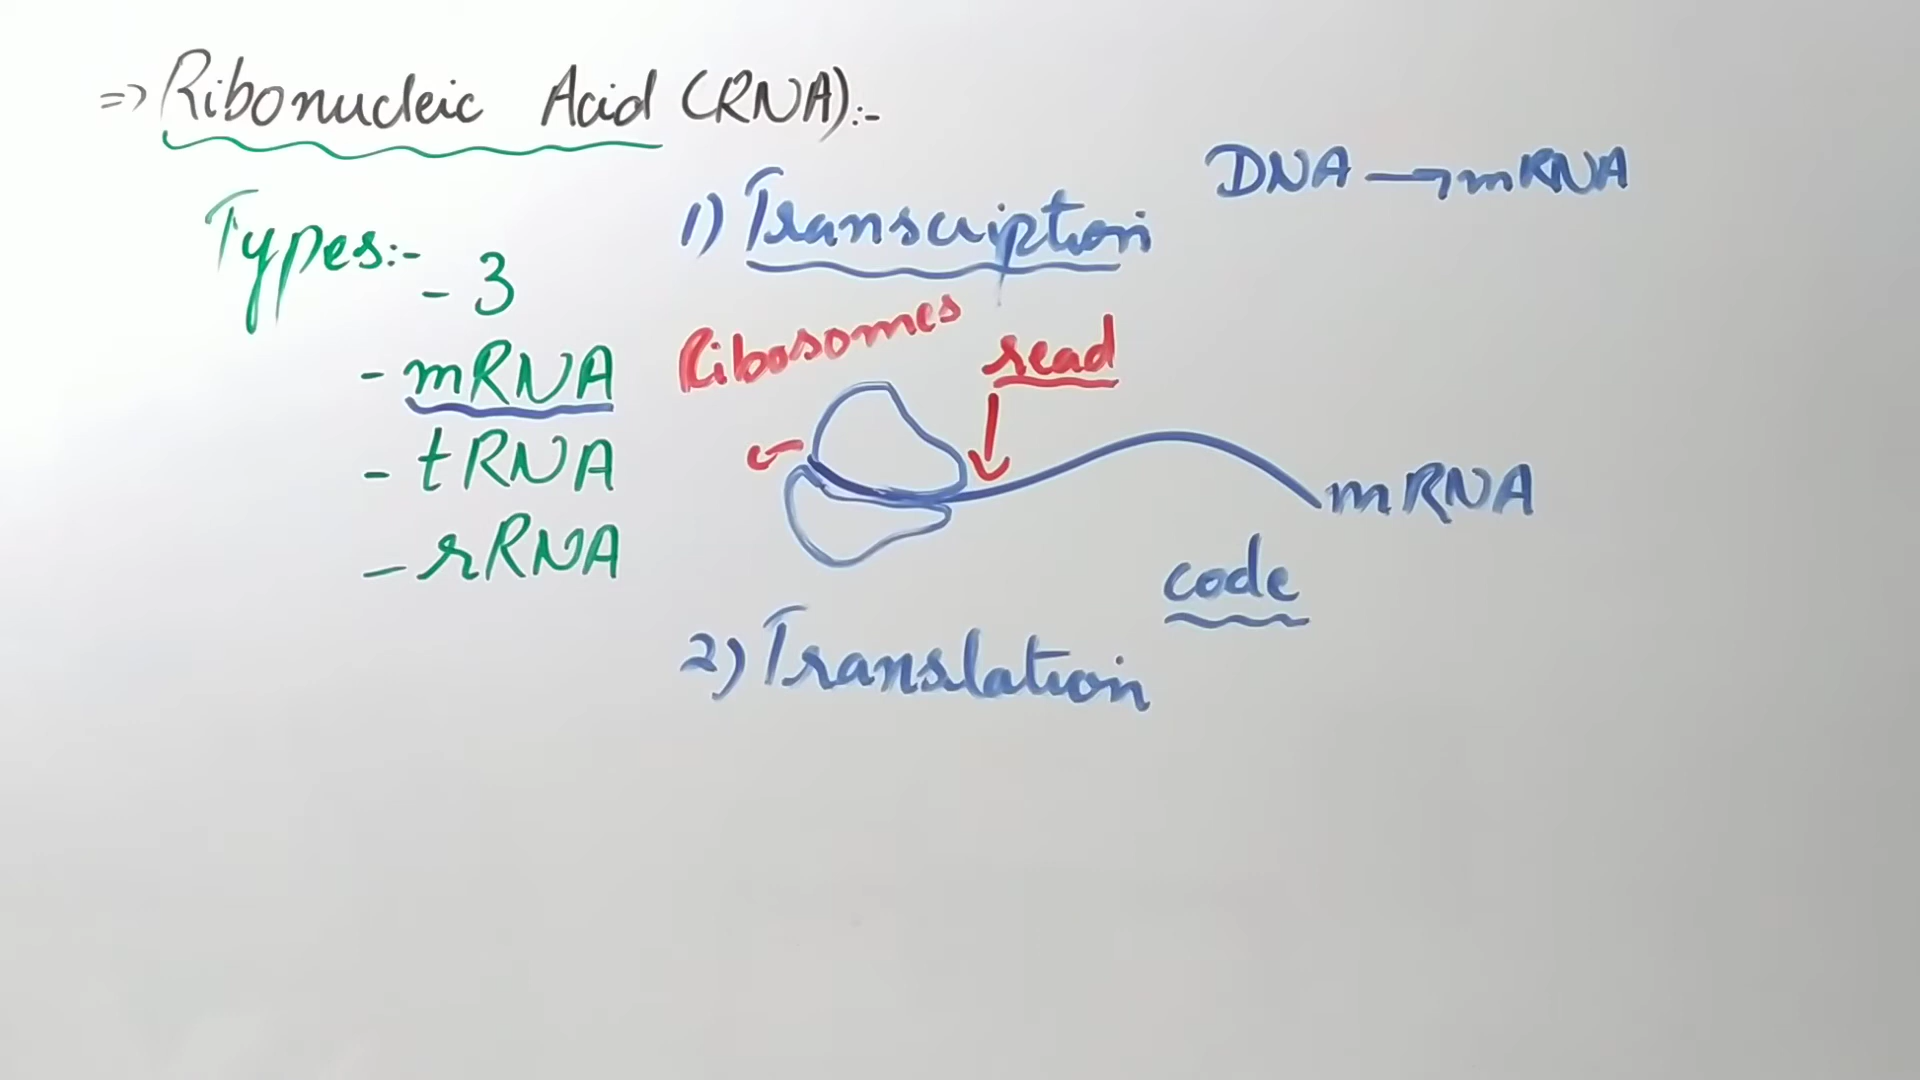 => Ribonucleic Acid (RNA):-
Types:-
- 3
- mRNA
- tRNA
- rRNA
1) Transcription
DNA → mRNA
Ribosomes
read
mRNA
code
2) Translation